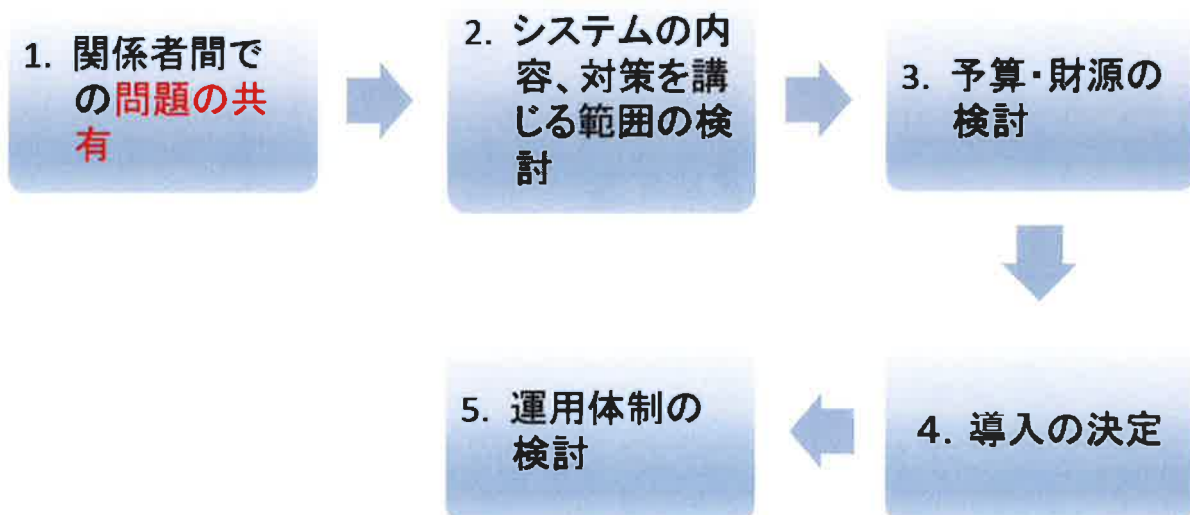 1. 関係者間で
の問題の共
有
2. システムの内
容、対策を講
じる範囲の検
討
3. 予算・財源の
検討
4. 導入の決定
5. 運用体制の
検討